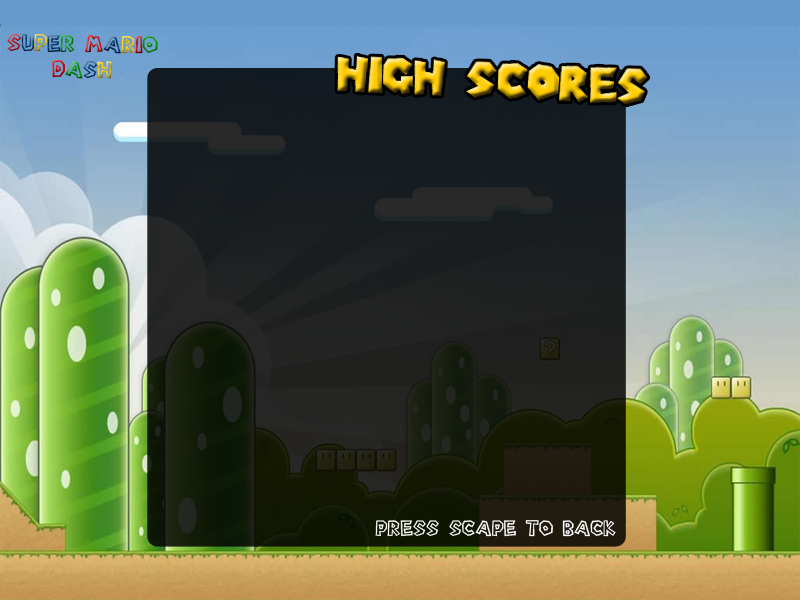 SUPER MARIO
DASH
HIGH SCORES
?
PRESS SCAPE TO BACK